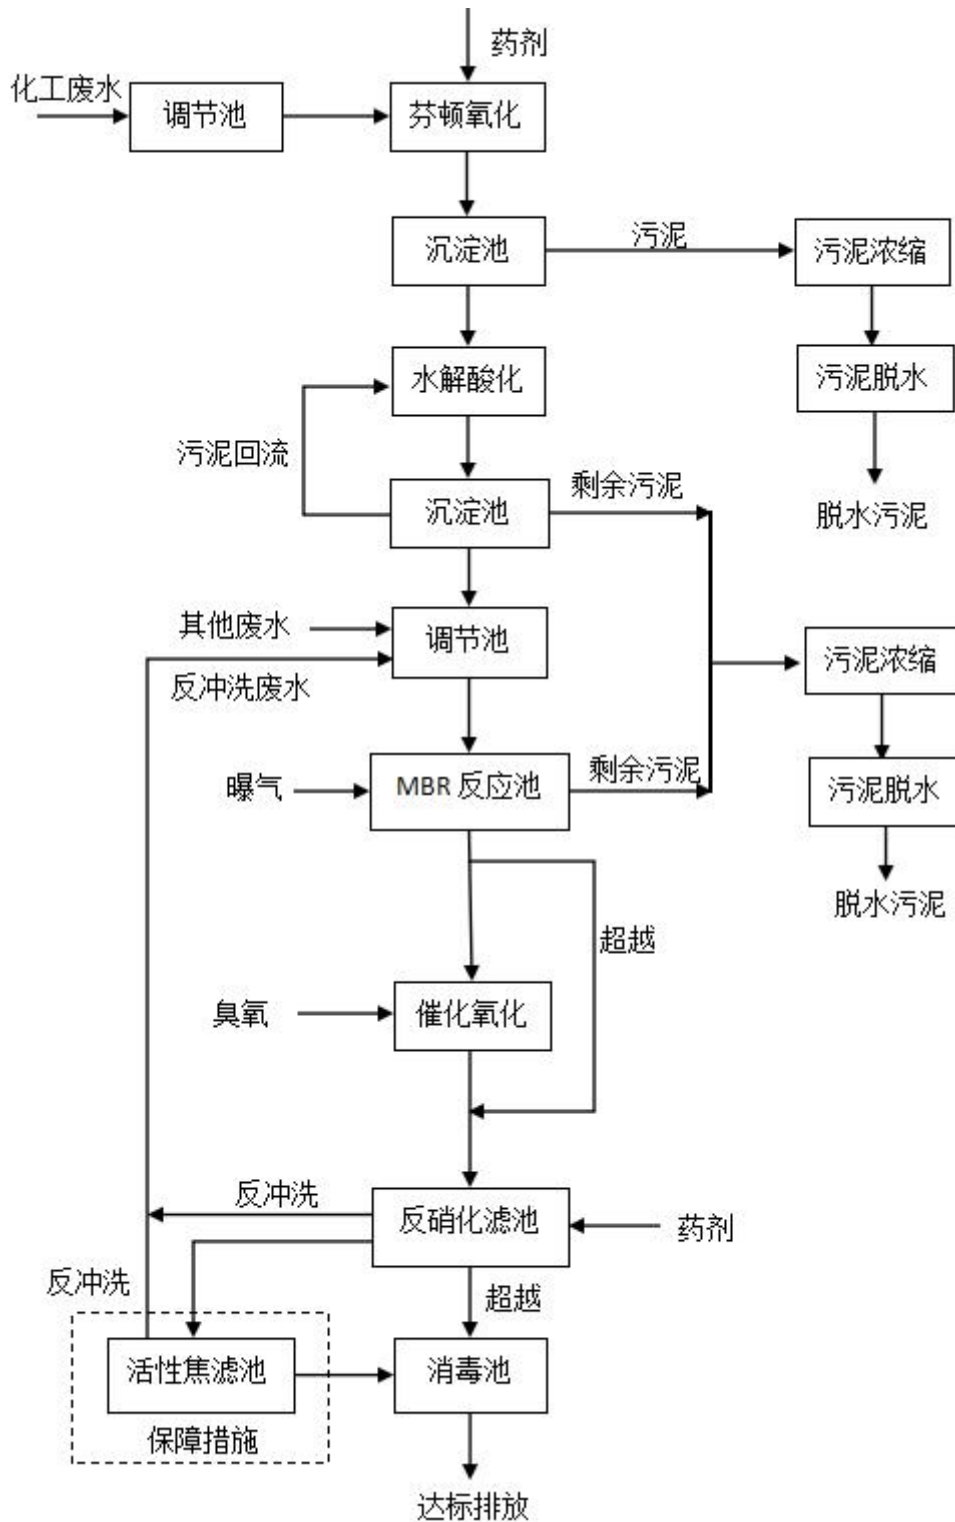 药剂
化工废水
调节池
芬顿氧化
沉淀池
污泥
污泥浓缩
水解酸化
污泥脱水
污泥回流
沉淀池
剩余污泥
脱水污泥
其他废水
调节池
污泥浓缩
反冲洗废水
曝气
MBR 反应池
剩余污泥
污泥脱水
脱水污泥
超越
臭氧
催化氧化
反冲洗
反硝化滤池
药剂
反冲洗
超越
活性焦滤池
消毒池
保障措施
达标排放